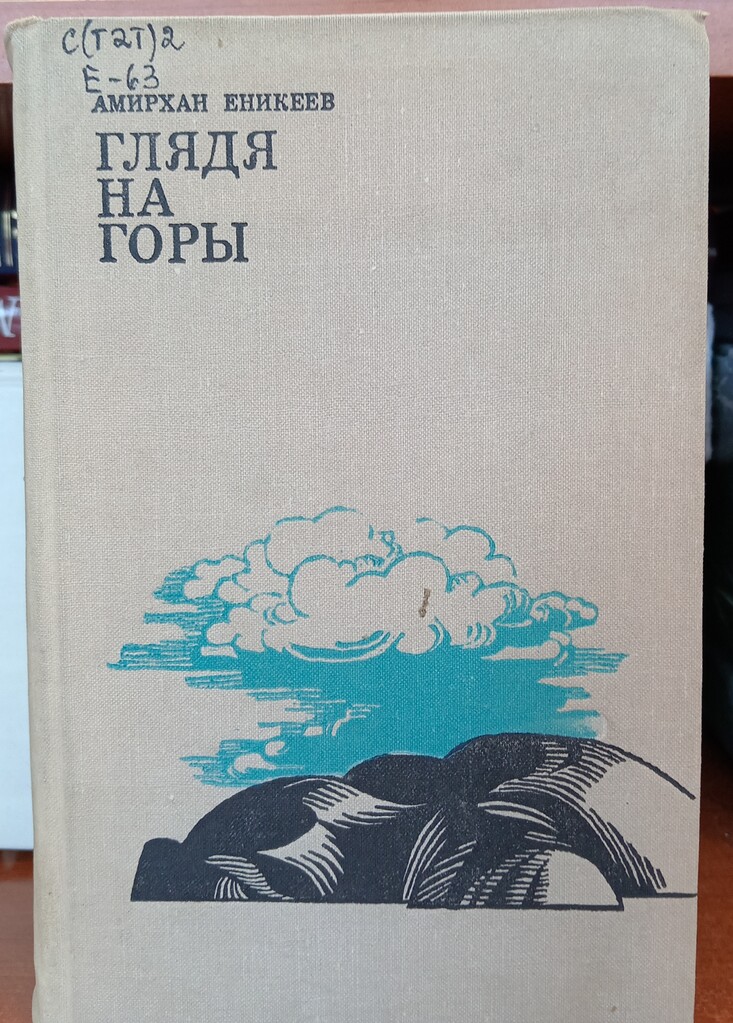 С(Т2Т)2
Е-63
АМИРХАН ЕНИКЕЕВ
ГЛЯДЯ
НА
ГОРЫ